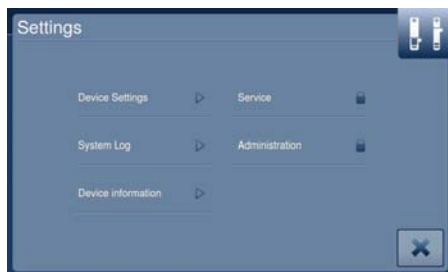 Settings
Device Settings
Service
System Log
Administration
Device information